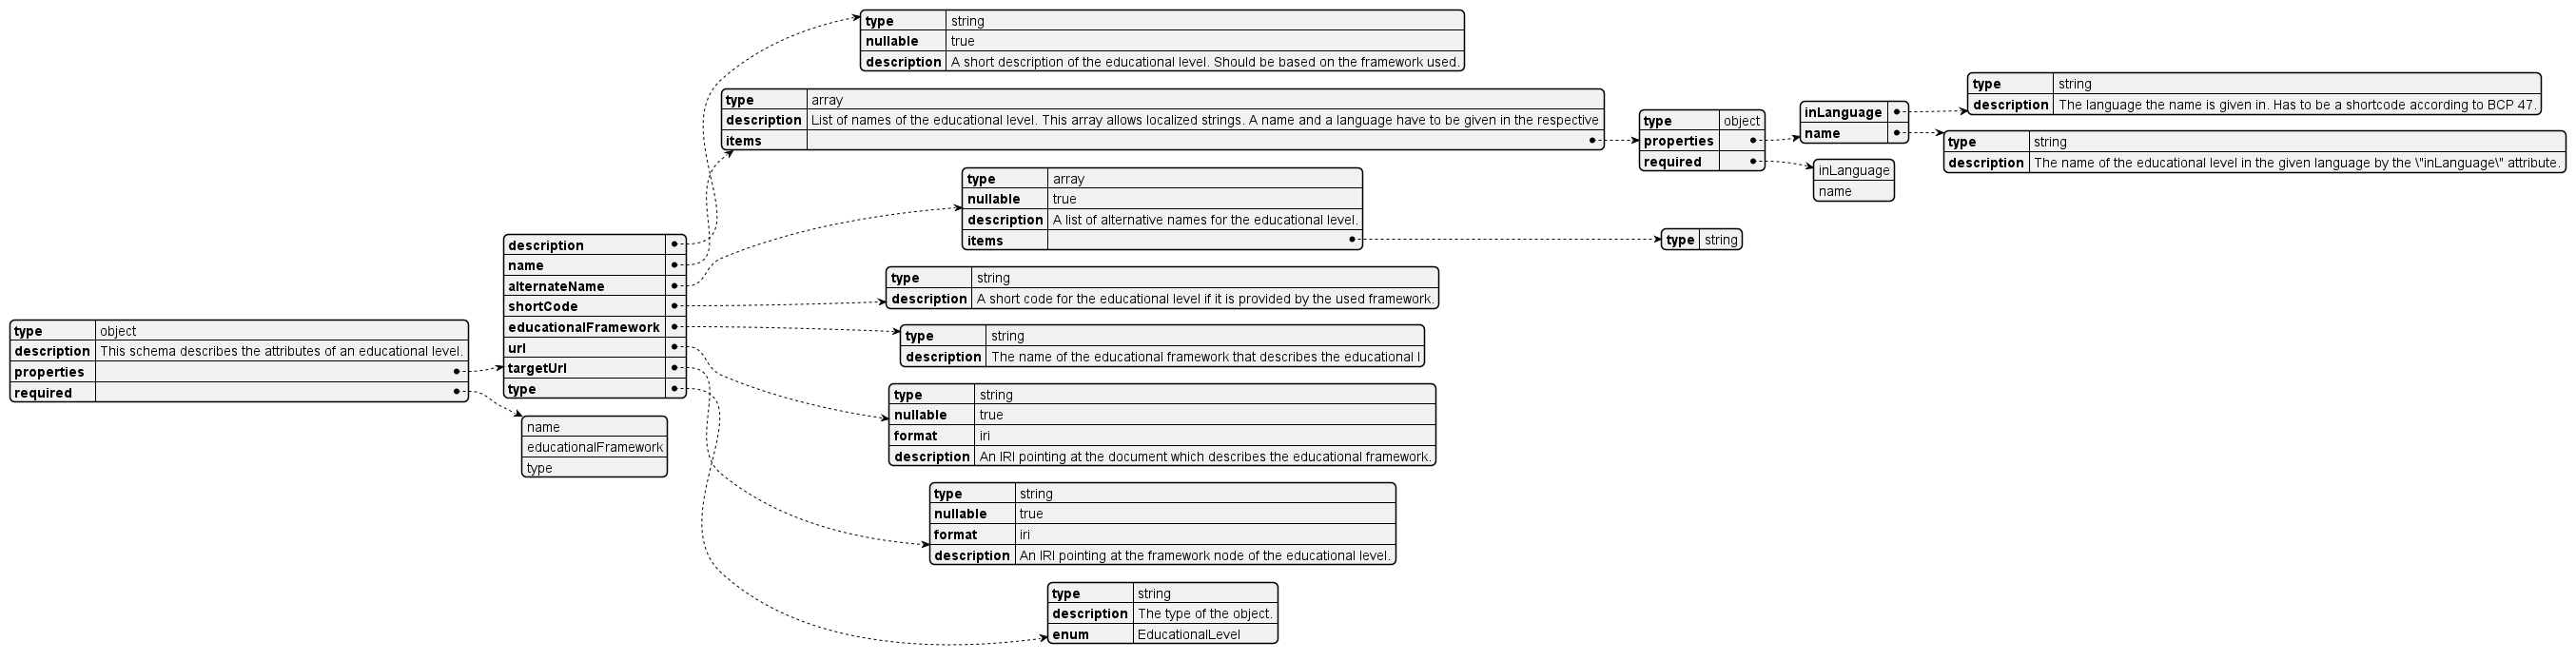 type string
nullable true
description A short description of the educational level. Should be based on the framework used.
type array
description List of names of the educational level. This array allows localized strings. A name and a language have to be given in the respective
items
type object
properties
required
inLanguage
name
type string
description The language the name is given in. Has to be a shortcode according to BCP 47.
type string
description The name of the educational level in the given language by the \"inLanguage\" attribute.
inLanguage
name
type array
nullable true
description A list of alternative names for the educational level.
items
type string
description
name
alternateName
shortCode
educationalFramework
url
targetUrl
type
type string
description A short code for the educational level if it is provided by the used framework.
type string
description The name of the educational framework that describes the educational l
type object
description This schema describes the attributes of an educational level.
properties
required
name
educationalFramework
type
type string
nullable true
format iri
description An IRI pointing at the document which describes the educational framework.
type string
nullable true
format iri
description An IRI pointing at the framework node of the educational level.
type string
description The type of the object.
enum EducationalLevel